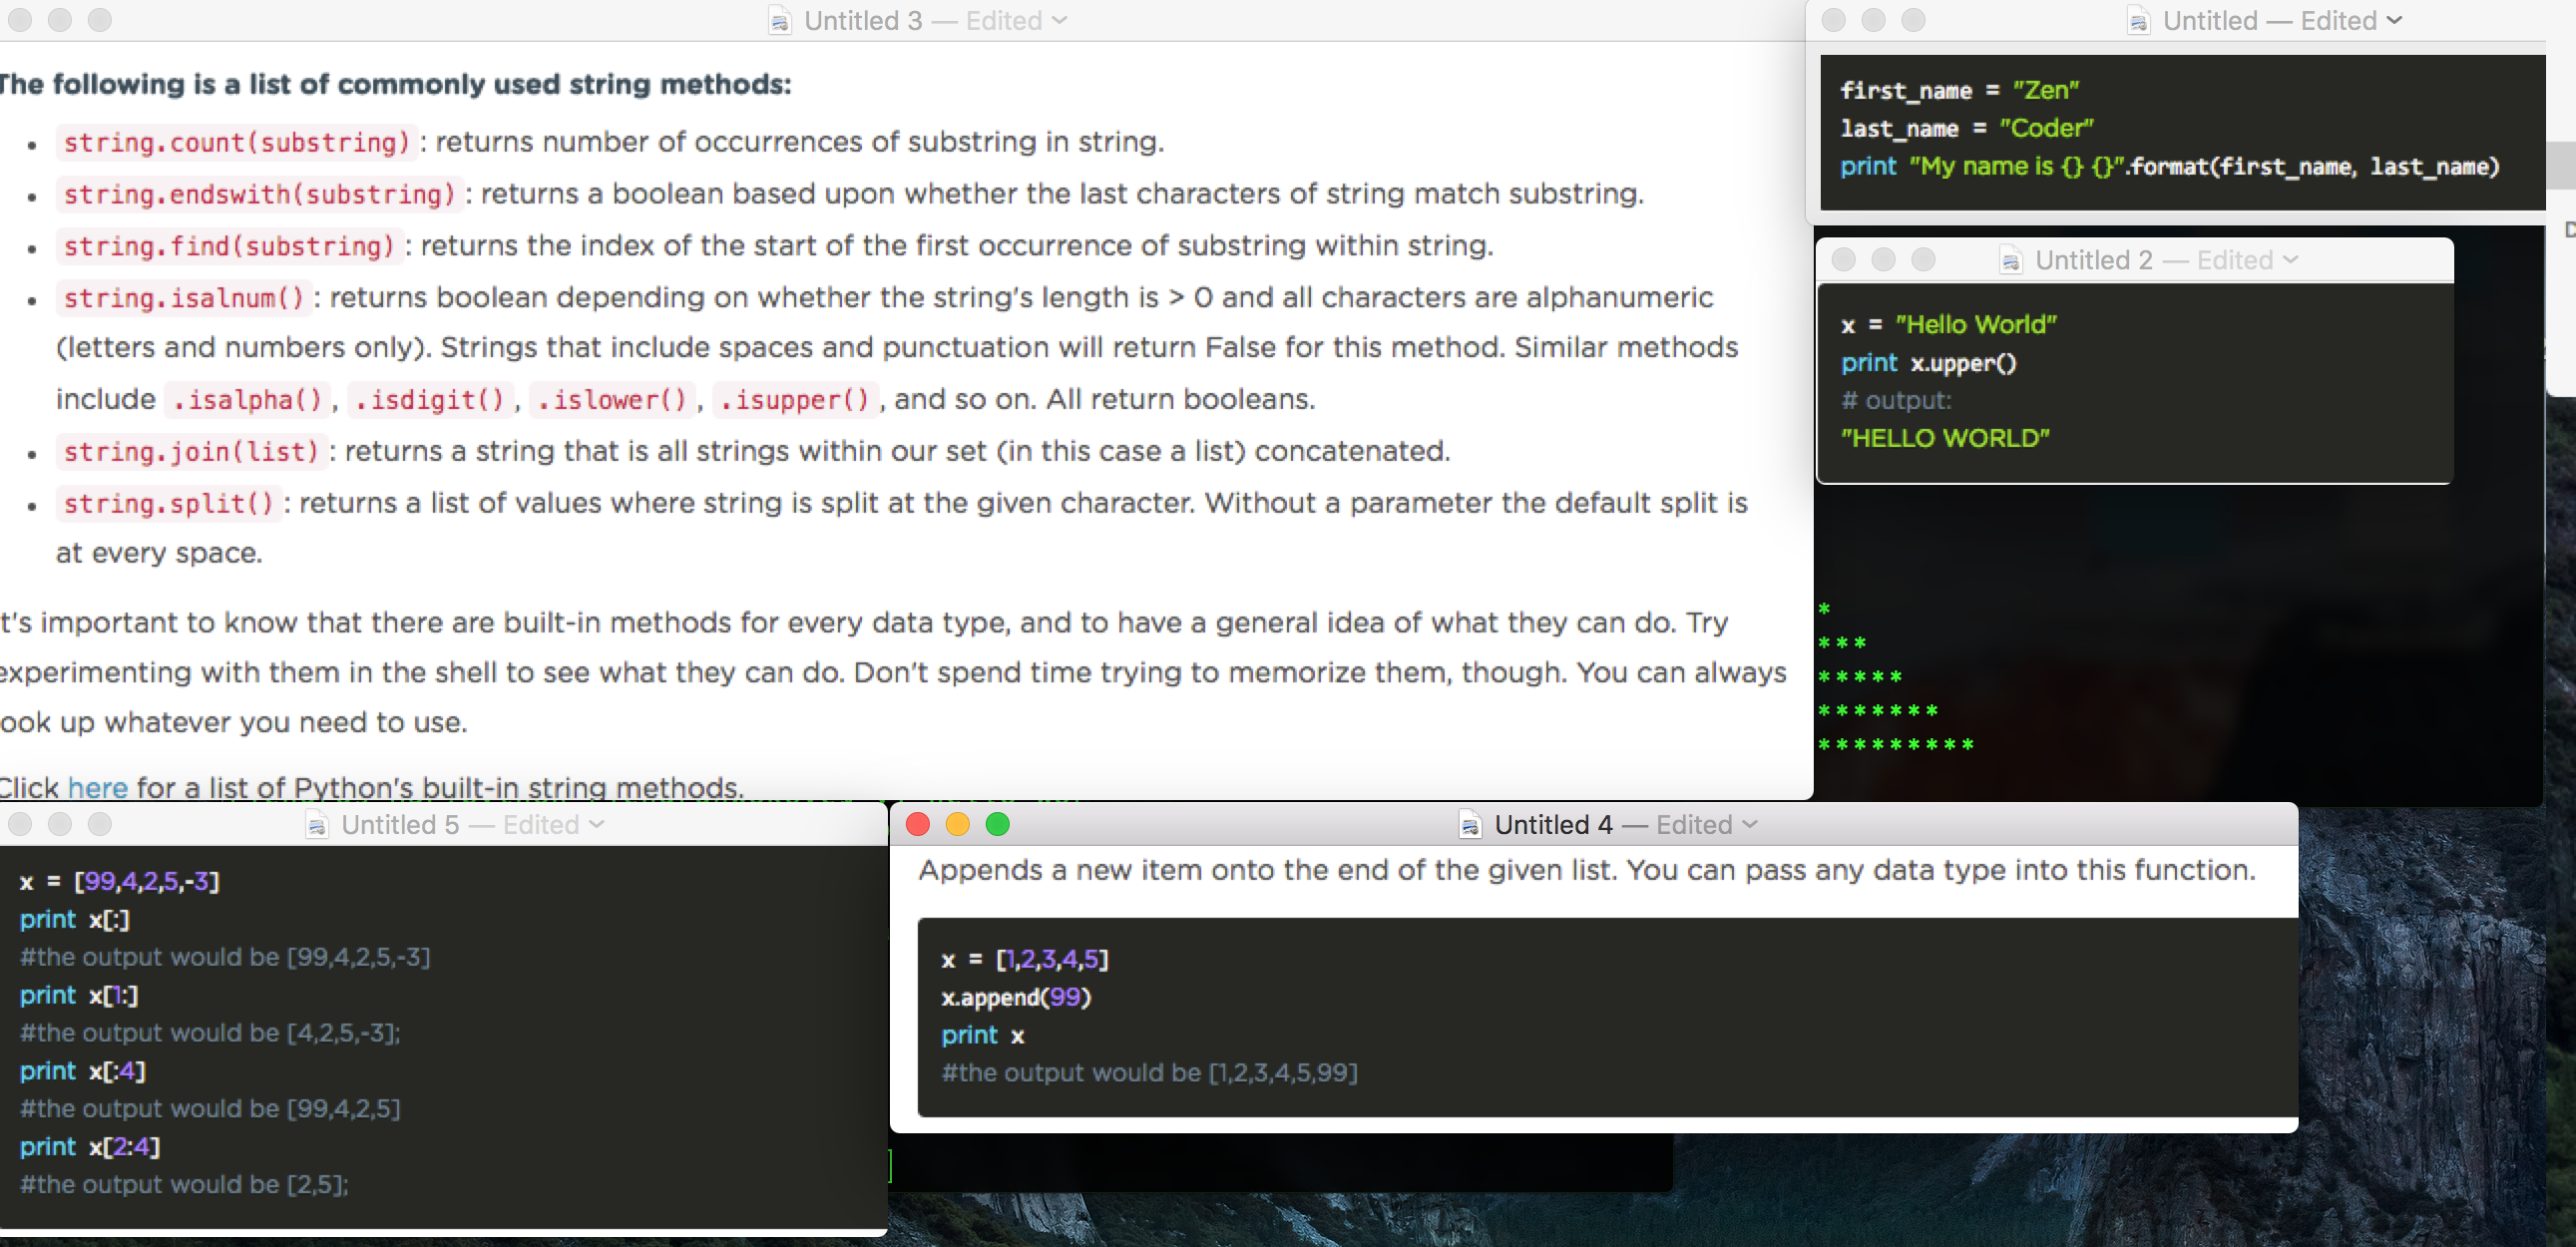 Untitled 3 — Edited
The following is a list of commonly used string methods:
• string.count(substring) : returns number of occurrences of substring in string.
• string.endswith(substring) : returns a boolean based upon whether the last characters of string match substring.
• string.find(substring) : returns the index of the start of the first occurrence of substring within string.
• string.isalnum() : returns boolean depending on whether the string's length is > 0 and all characters are alphanumeric
(letters and numbers only). Strings that include spaces and punctuation will return False for this method. Similar methods
include .isalpha() , .isdigit() , .islower() , .isupper() , and so on. All return booleans.
• string.join(list) : returns a string that is all strings within our set (in this case a list) concatenated.
• string.split() : returns a list of values where string is split at the given character. Without a parameter the default split is
at every space.
t's important to know that there are built-in methods for every data type, and to have a general idea of what they can do. Try
experimenting with them in the shell to see what they can do. Don't spend time trying to memorize them, though. You can always
ook up whatever you need to use.
Click here for a list of Python's built-in string methods.
Untitled — Edited
first_name = "Zen"
last_name = "Coder"
print "My name is {} {}".format(first_name, last_name)
Untitled 2 — Edited
x = "Hello World"
print x.upper()
# output:
"HELLO WORLD"
*
* * *
* * * * *
* * * * * * *
* * * * * * * * *
Untitled 5 — Edited
x = [99,4,2,5,-3]
print x[:]
#the output would be [99,4,2,5,-3]
print x[1:]
#the output would be [4,2,5,-3];
print x[:4]
#the output would be [99,4,2,5]
print x[2:4]
#the output would be [2,5];
Untitled 4 — Edited
Appends a new item onto the end of the given list. You can pass any data type into this function.
x = [1,2,3,4,5]
x.append(99)
print x
#the output would be [1,2,3,4,5,99]